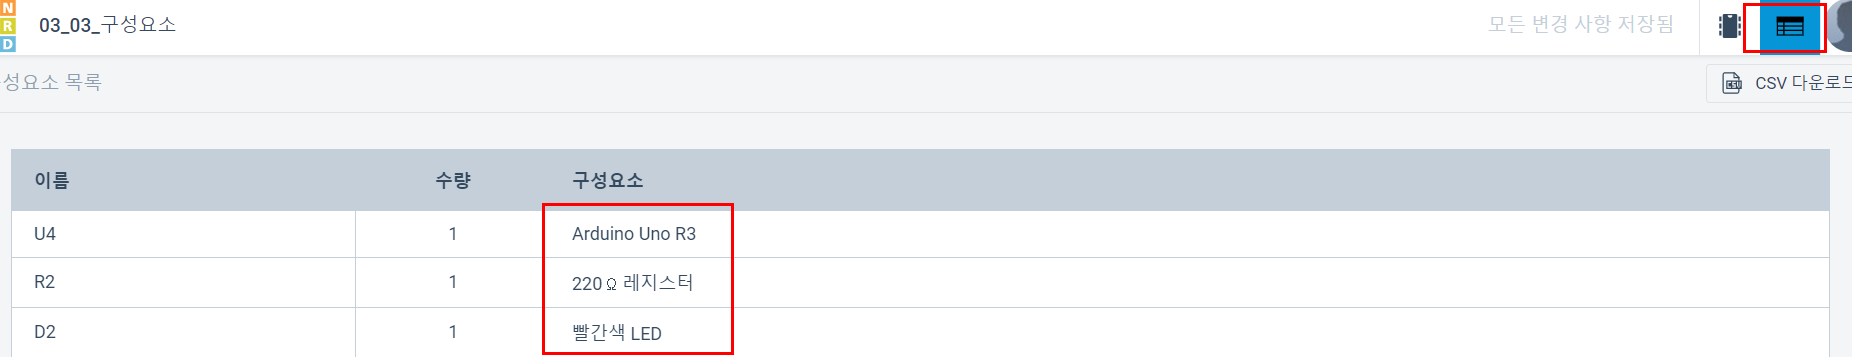 N
R
D
03_03_구성요소
모든 변경 사항 저장됨
성요소 목록
CSV
CSV 다운로드
이름 수량 구성요소
U4 1 Arduino Uno R3
R2 1 220 Ω 레지스터
D2 1 빨간색 LED